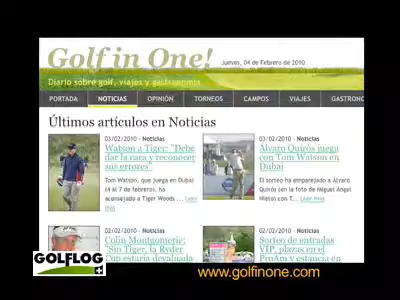 Golf in One!
Jueves, 04 de Febrero de 2010
Diario sobre golf, viajes y gastronomía
PORTADA NOTICIAS OPINIÓN TORNEOS CAMPOS VIAJES GASTRONO
Últimos artículos en Noticias
03/02/2010 - Noticias
Watson a Tiger: "Debe
dar la cara y reconocer
sus errores"
Tom Watson, que juega en Dubai
(4 al 7 de febrero), ha
aconsejado a Tiger Woods ... Leer
más
03/02/2010 - Noticias
Álvaro Quirós juega
con Tom Watson en
Dubai
El sorteo ha emparejado a Álvaro
Quirós (en la foto de Miguel Ángel
Nieto) con T... Leer más
02/02/2010 - Noticias
Colin Montgomerie:
"Sin Tiger, la Ryder
Cup estaría devaluada
02/02/2010 - Noticias
Sorteo de entradas
VIP, plazas en el
ProAm y estancia en
GOLFLOG
www.golfinone.com